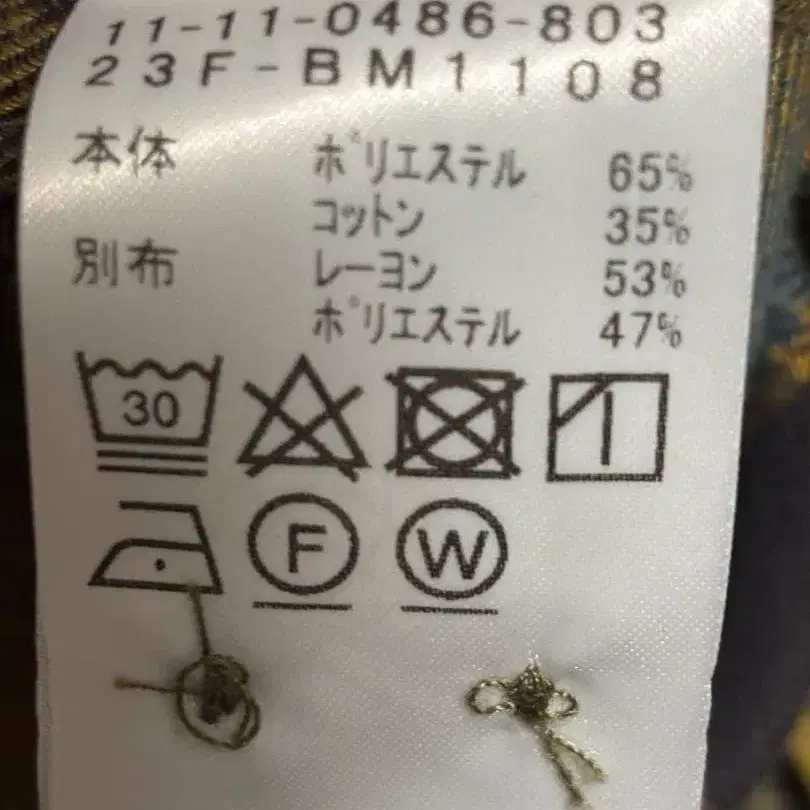 11-11-0486-803
23F-BM1108
本体 ポリエステル 65%
コットン 35%
別布 レーヨン 53%
ポリエステル 47%
30
F W